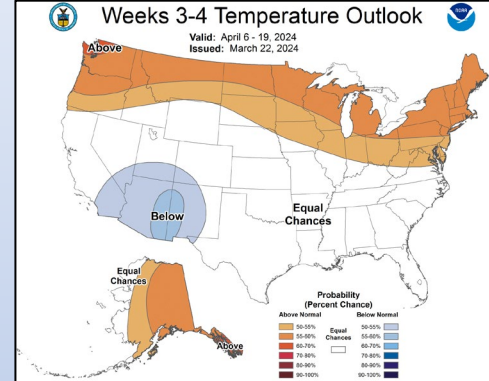 Weeks 3-4 Temperature Outlook
Valid: April 6 - 19, 2024
Issued: March 22, 2024
Above
Below
Equal
Chances
Equal
Chances
Above
Probability
(Percent Chance)
Above Normal
Below Normal
Equal
Chances
50-55%
55-60%
60-70%
70-80%
80-90%
90-100%
50-55%
55-60%
60-70%
70-80%
80-90%
90-100%